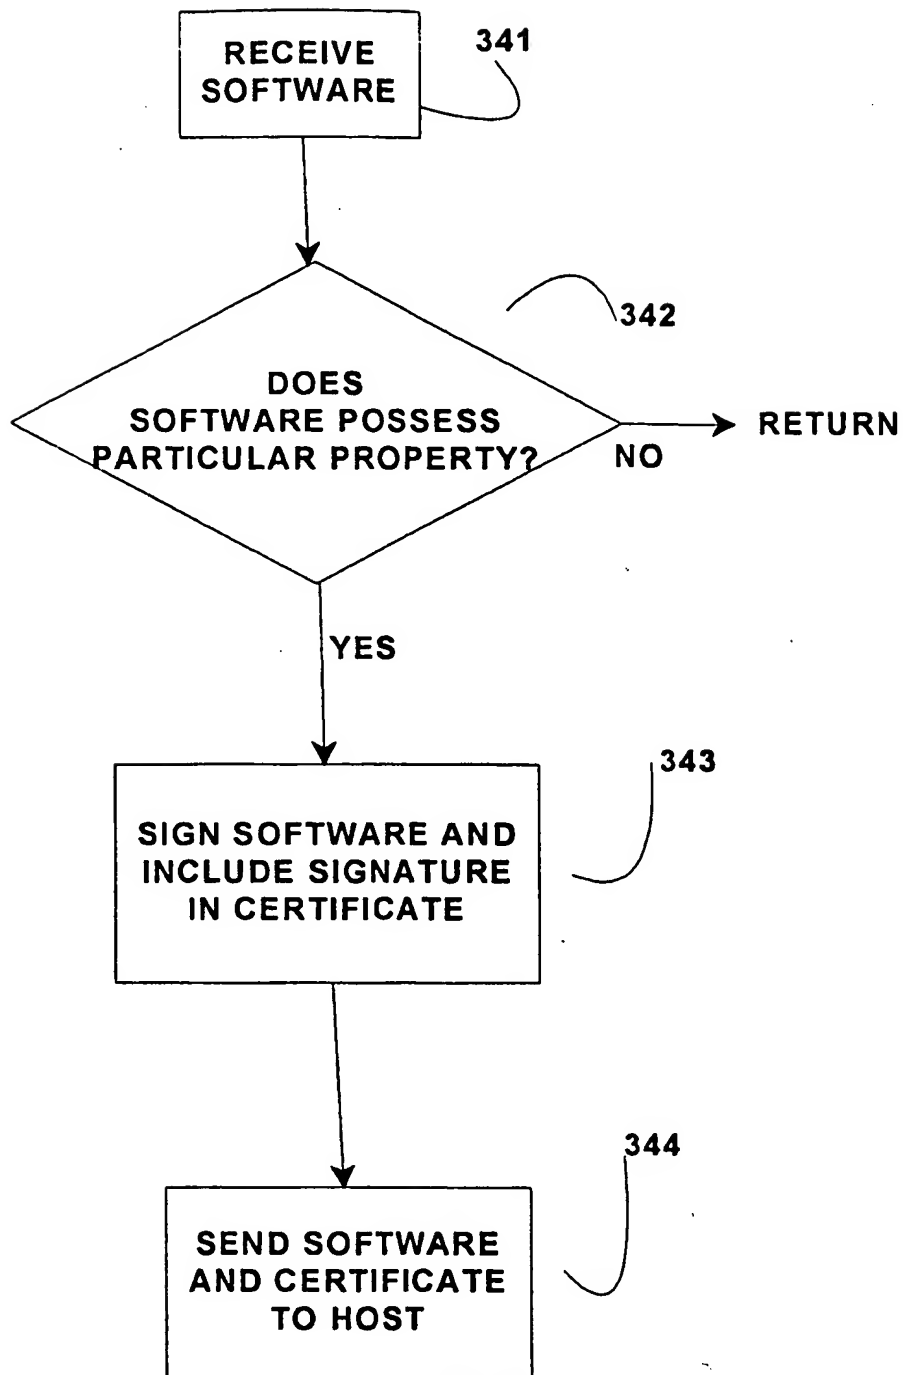 RECEIVE
SOFTWARE
341
342
DOES
SOFTWARE POSSESS
PARTICULAR PROPERTY?
NO
RETURN
YES
343
SIGN SOFTWARE AND
INCLUDE SIGNATURE
IN CERTIFICATE
344
SEND SOFTWARE
AND CERTIFICATE
TO HOST